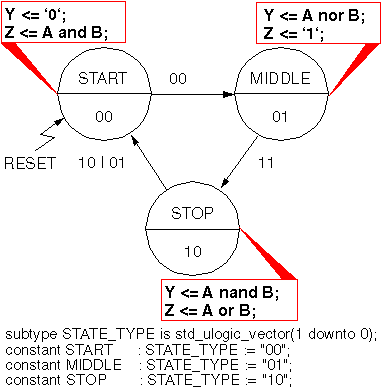 Y <= ‘0‘;
Z <= A and B;
Y <= A nor B;
Z <= ‘1‘;
START
00
MIDDLE
00
01
RESET
10 | 01
11
STOP
10
Y <= A nand B;
Z <= A or B;
subtype STATE_TYPE is std_ulogic_vector(1 downto 0);
constant START : STATE_TYPE := "00";
constant MIDDLE : STATE_TYPE := "01";
constant STOP : STATE_TYPE := "10";